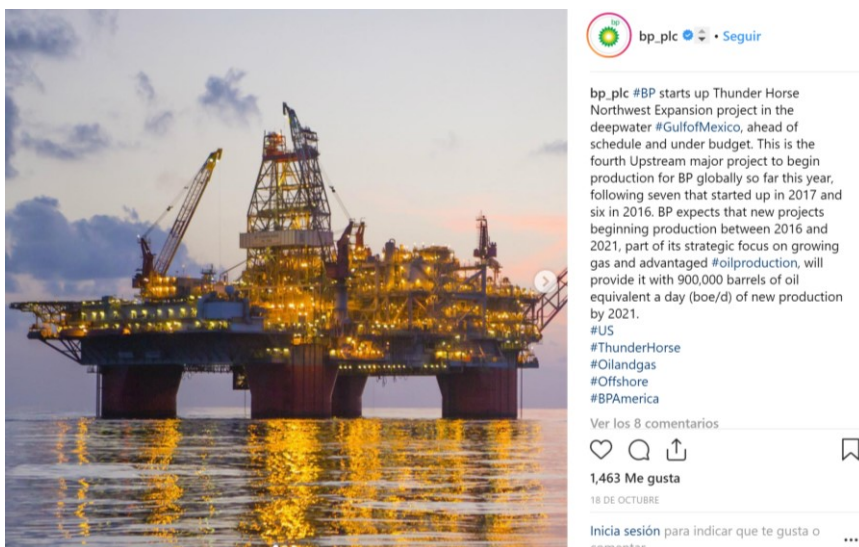 bp
bp_plc • Seguir
bp_plc #BP starts up Thunder Horse
Northwest Expansion project in the
deepwater #GulfofMexico, ahead of
schedule and under budget. This is the
fourth Upstream major project to begin
production for BP globally so far this year,
following seven that started up in 2017 and
six in 2016. BP expects that new projects
beginning production between 2016 and
2021, part of its strategic focus on growing
gas and advantaged #oilproduction, will
provide it with 900,000 barrels of oil
equivalent a day (boe/d) of new production
by 2021.
#US
#ThunderHorse
#Oilandgas
#Offshore
#BPAmerica
Ver los 8 comentarios
1,463 Me gusta
18 DE OCTUBRE
Inicia sesión para indicar que te gusta o